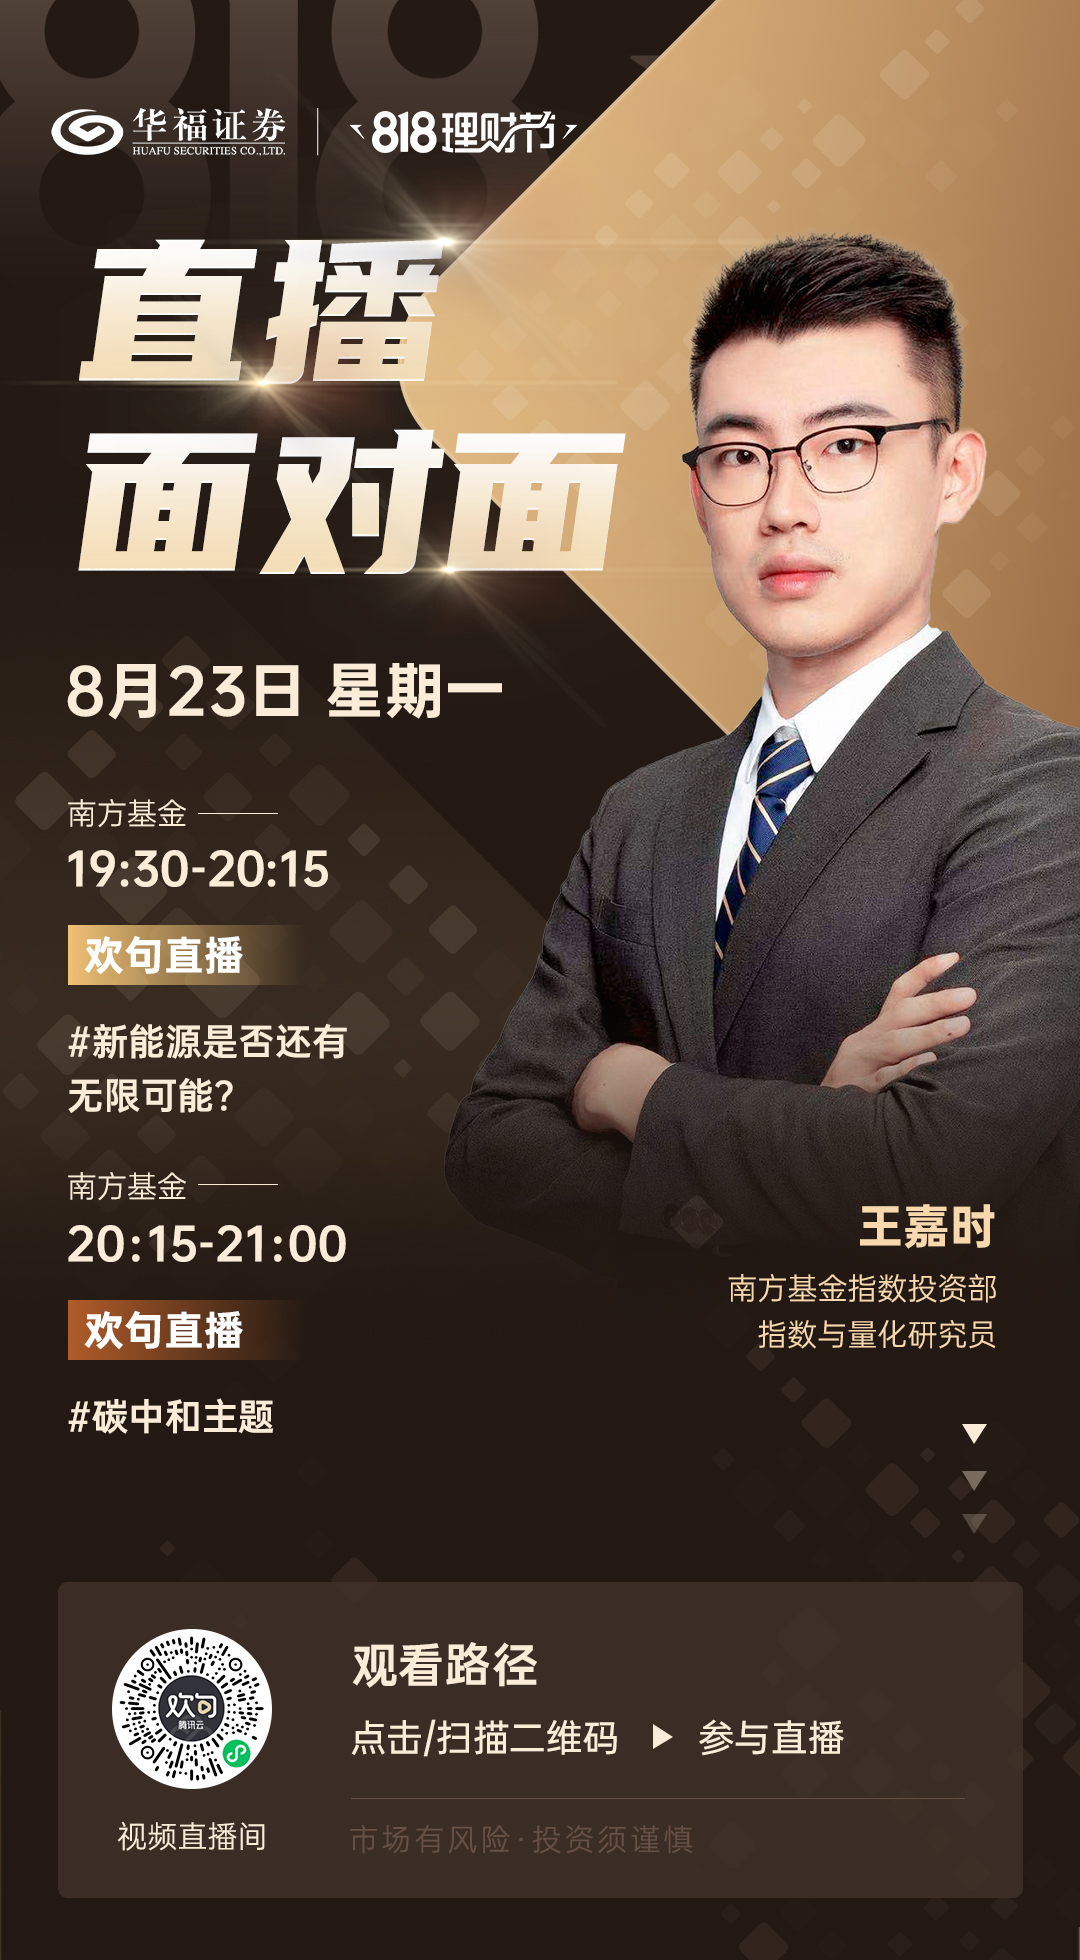 华福证券
HUAFU SECURITIES CO.,LTD.
818理财节
直播
面对面
8月23日 星期一
南方基金
19:30-20:15
欢句直播
#新能源是否还有
无限可能?
南方基金
20:15-21:00
欢句直播
#碳中和主题
王嘉时
南方基金指数投资部
指数与量化研究员
欢句
腾讯云
视频直播间
观看路径
点击/扫描二维码 ▶ 参与直播
市场有风险·投资须谨慎